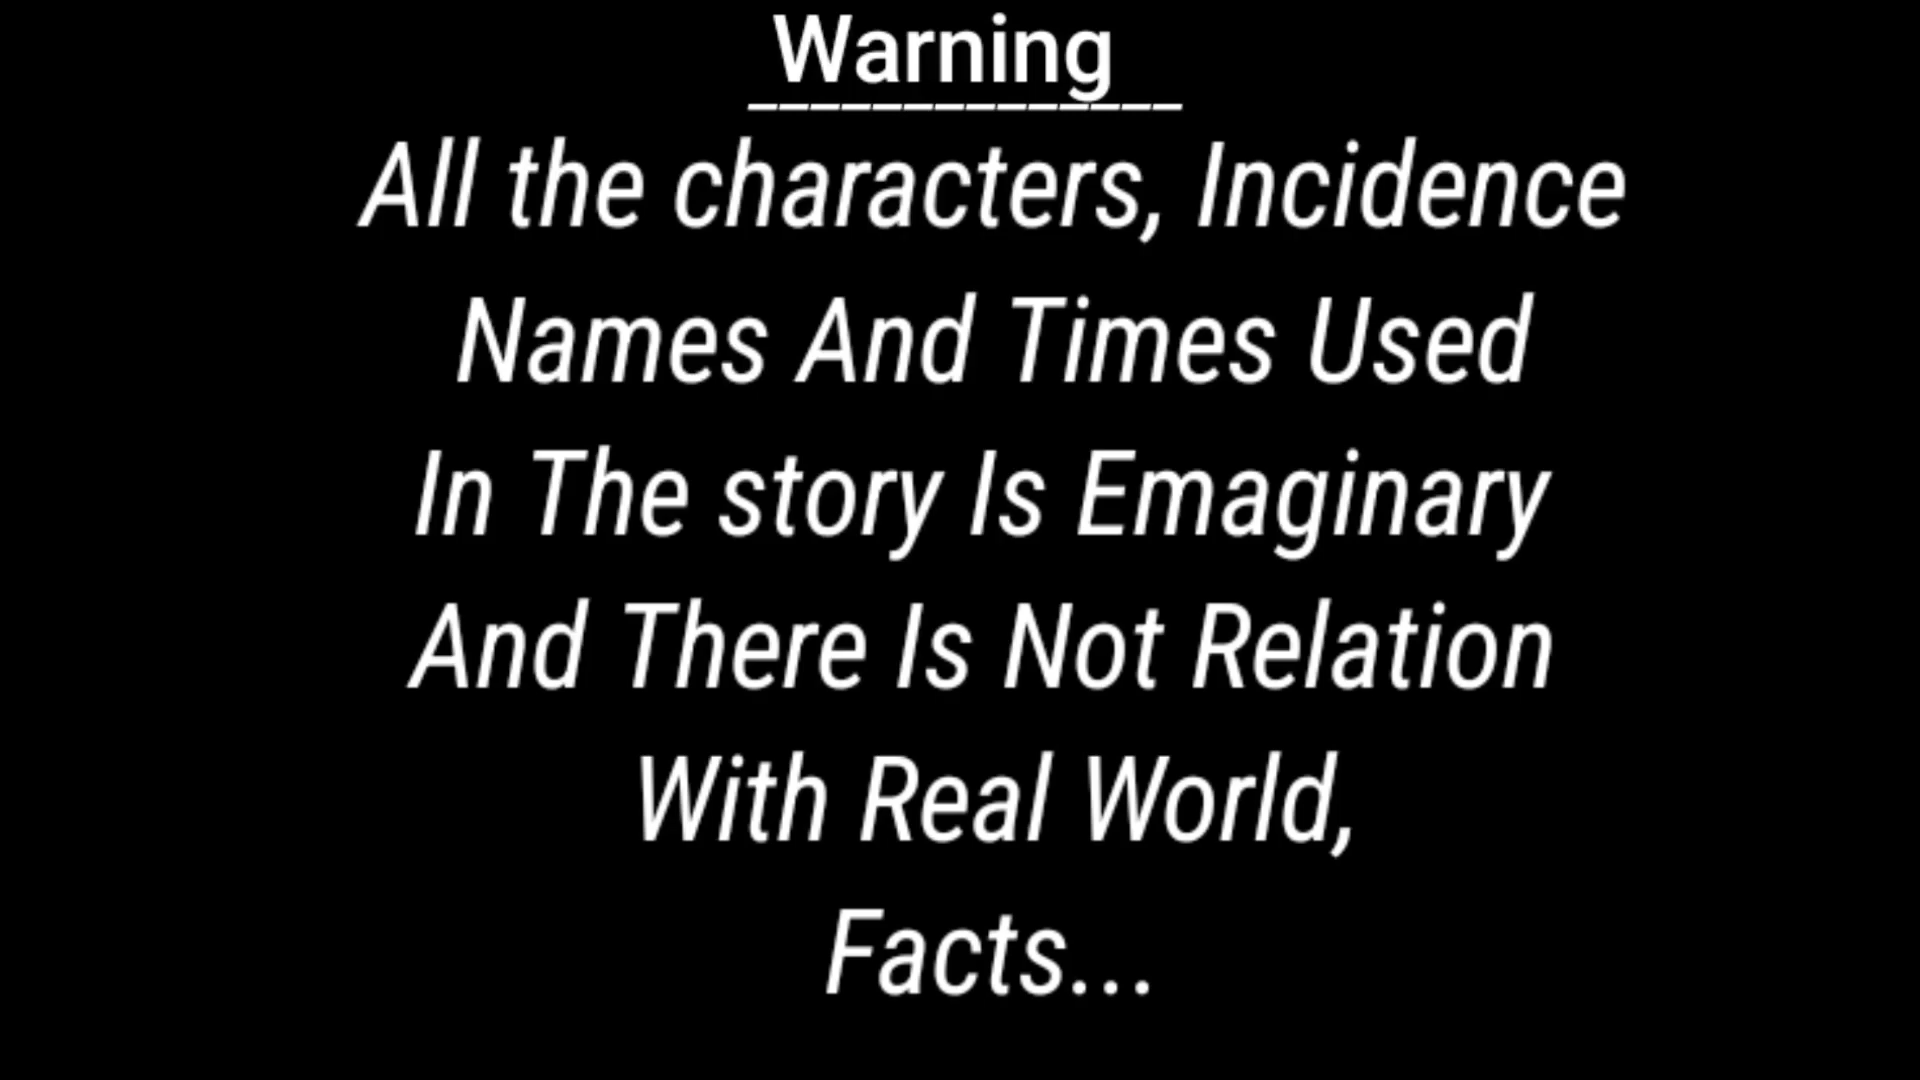 Warning
______________
All the characters, Incidence
Names And Times Used
In The story Is Emaginary
And There Is Not Relation
With Real World,
Facts...